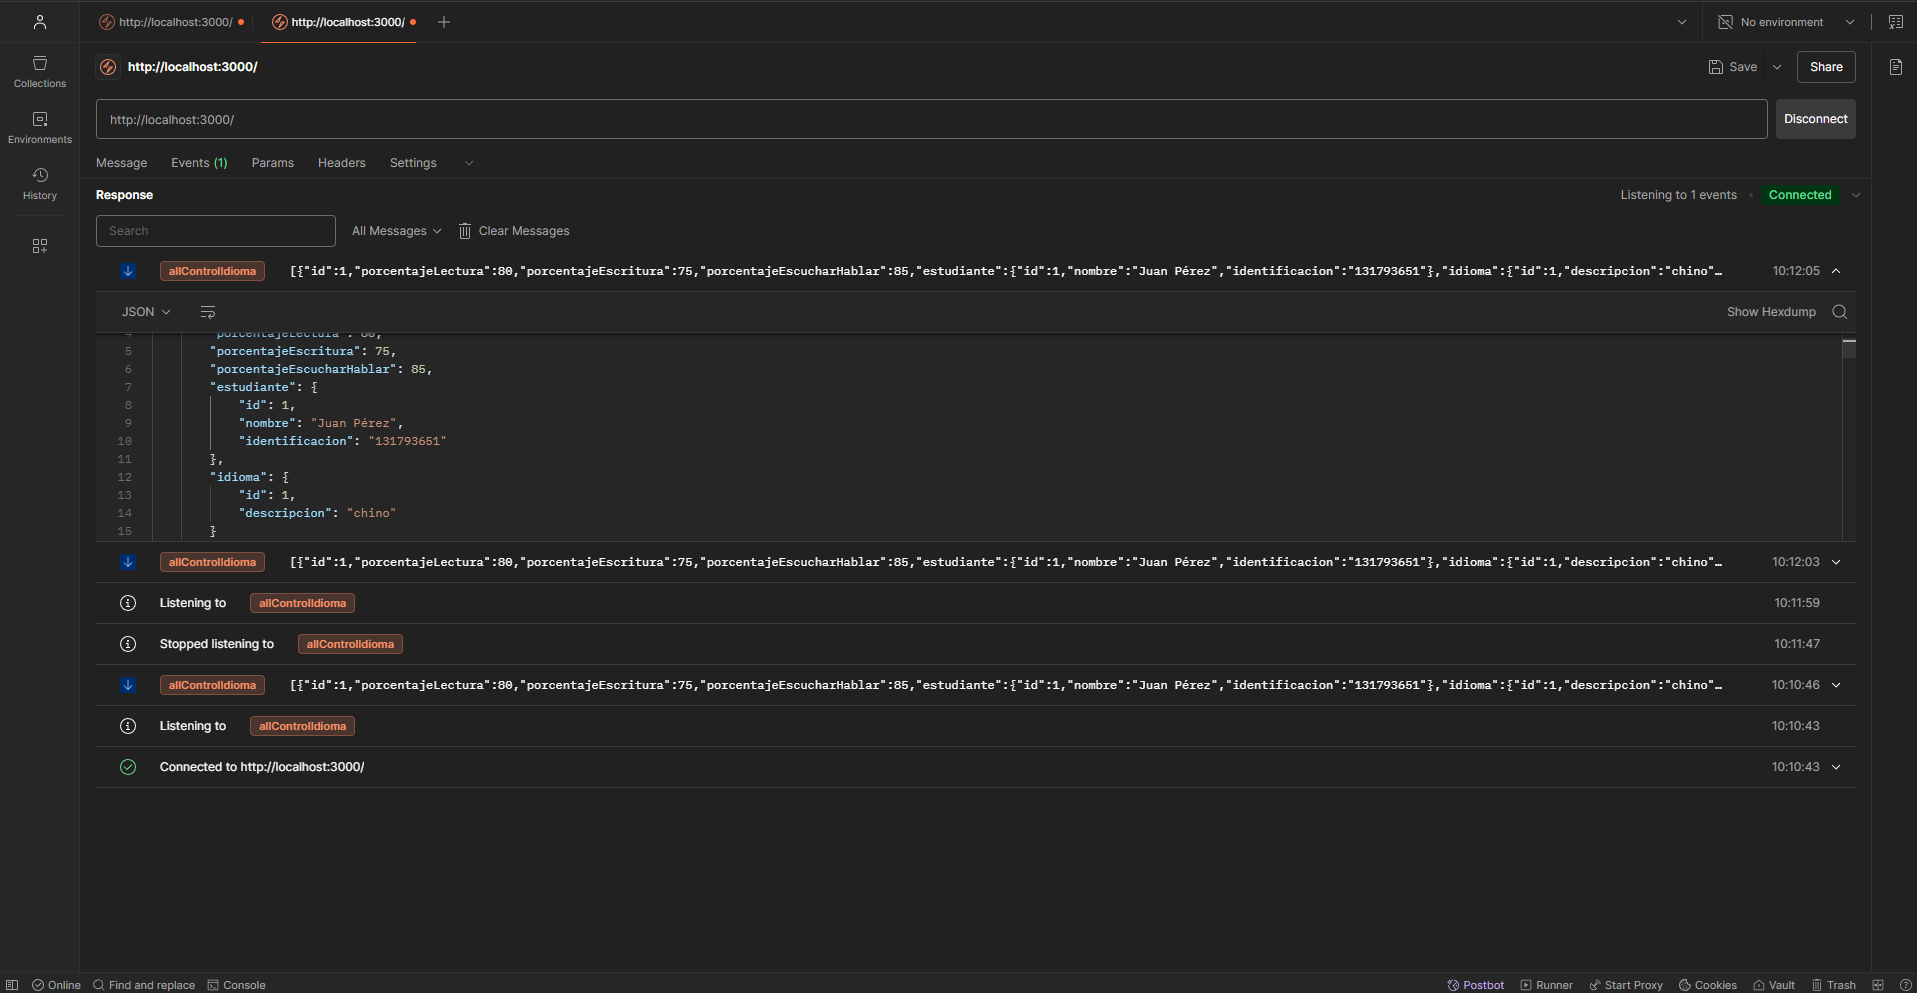 http://localhost:3000/
http://localhost:3000/
No environment
http://localhost:3000/
Save
Share
Collections
http://localhost:3000/
Disconnect
Environments
Message
Events (1)
Params
Headers
Settings
History
Response
Listening to 1 events
Connected
Search
All Messages
Clear Messages
allControlIdioma [{"id":1,"porcentajeLectura":80,"porcentajeEscritura":75,"porcentajeEscucharHablar":85,"estudiante":{"id":1,"nombre":"Juan Pérez","identificacion":"131793651"},"idioma":{"id":1,"descripcion":"chino"… 10:12:05
JSON
Show Hexdump
4 "porcentajeLectura": 80,
5 "porcentajeEscritura": 75,
6 "porcentajeEscucharHablar": 85,
7 "estudiante": {
8 "id": 1,
9 "nombre": "Juan Pérez",
10 "identificacion": "131793651"
11 },
12 "idioma": {
13 "id": 1,
14 "descripcion": "chino"
15 }
allControlIdioma [{"id":1,"porcentajeLectura":80,"porcentajeEscritura":75,"porcentajeEscucharHablar":85,"estudiante":{"id":1,"nombre":"Juan Pérez","identificacion":"131793651"},"idioma":{"id":1,"descripcion":"chino"… 10:12:03
Listening to allControlIdioma 10:11:59
Stopped listening to allControlIdioma 10:11:47
allControlIdioma [{"id":1,"porcentajeLectura":80,"porcentajeEscritura":75,"porcentajeEscucharHablar":85,"estudiante":{"id":1,"nombre":"Juan Pérez","identificacion":"131793651"},"idioma":{"id":1,"descripcion":"chino"… 10:10:46
Listening to allControlIdioma 10:10:43
Connected to http://localhost:3000/ 10:10:43
Online
Find and replace
Console
Postbot
Runner
Start Proxy
Cookies
Vault
Trash